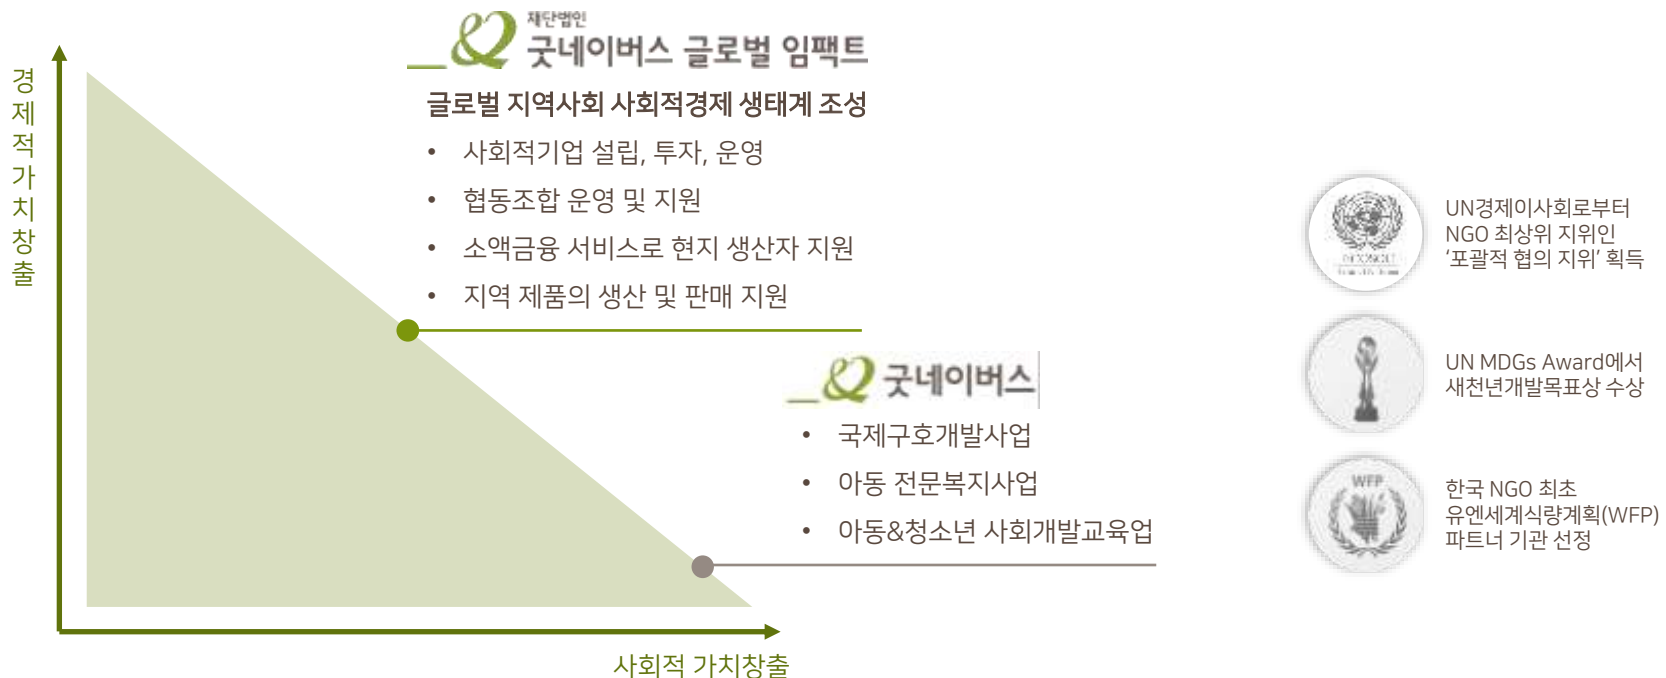 경제적가치창출
재단법인
굿네이버스 글로벌 임팩트
글로벌 지역사회 사회적경제 생태계 조성
• 사회적기업 설립, 투자, 운영
• 협동조합 운영 및 지원
• 소액금융 서비스로 현지 생산자 지원
• 지역 제품의 생산 및 판매 지원
굿네이버스
• 국제구호개발사업
• 아동 전문복지사업
• 아동&청소년 사회개발교육업
사회적 가치창출
UN경제이사회로부터
NGO 최상위 지위인
‘포괄적 협의 지위’ 획득
UN MDGs Award에서
새천년개발목표상 수상
WFP
한국 NGO 최초
유엔세계식량계획(WFP)
파트너 기관 선정